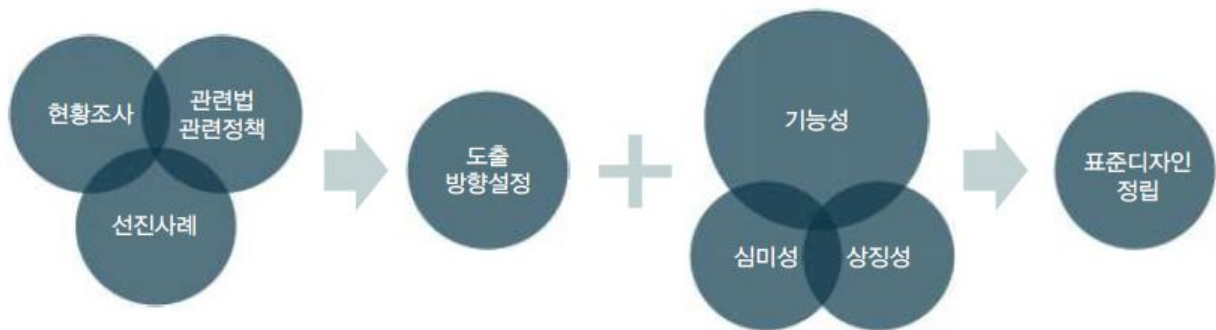 현황조사
관련법
관련정책
선진사례
도출
방향설정
기능성
심미성
상징성
표준디자인
정립